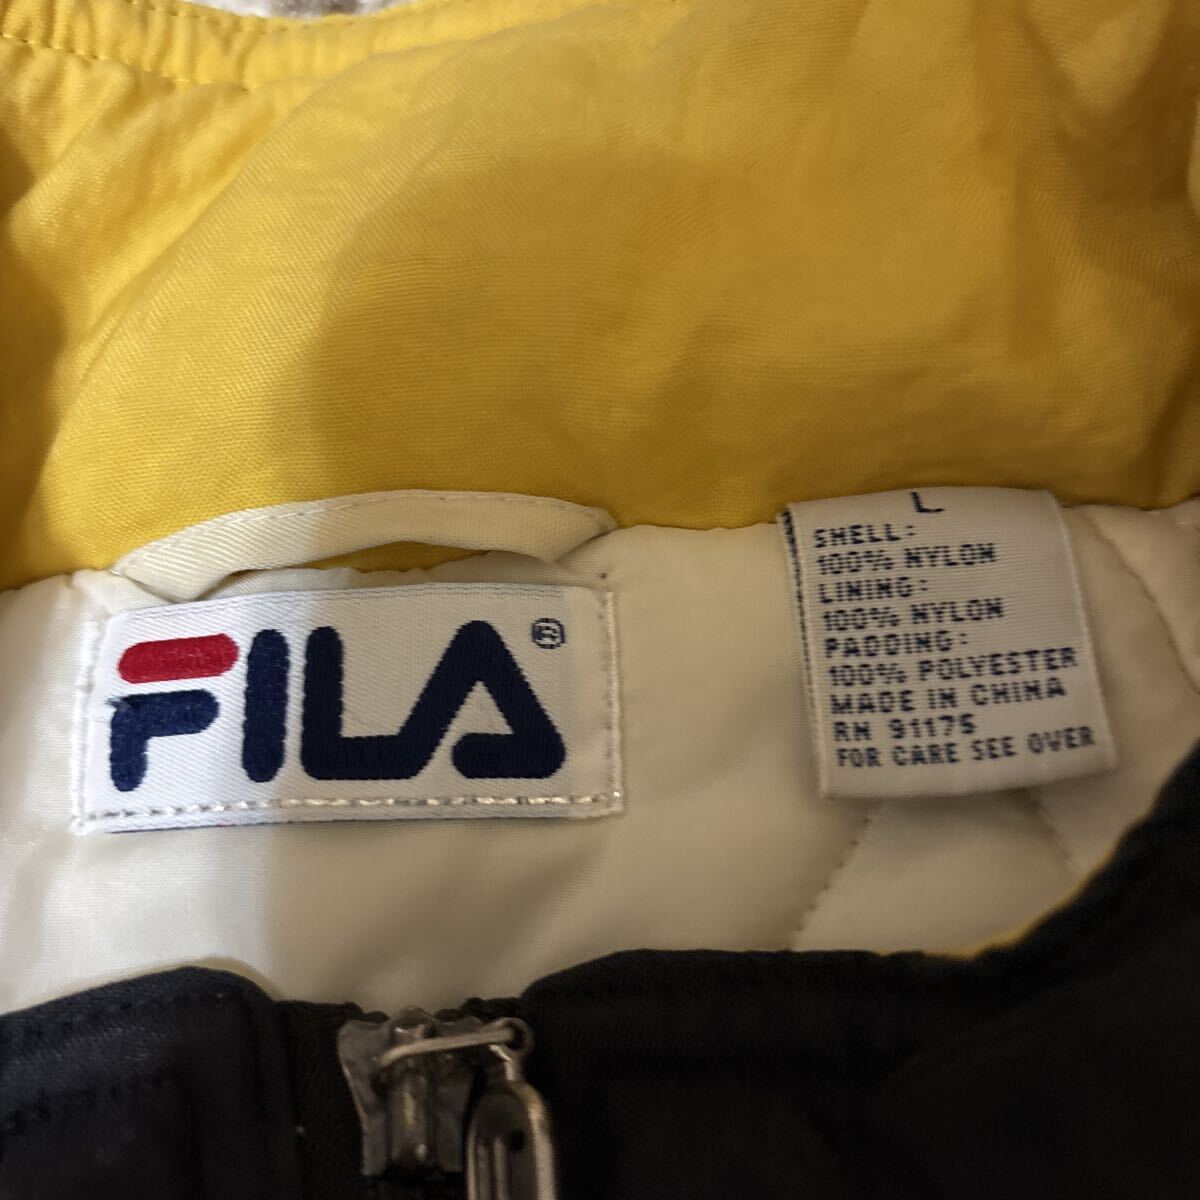 FILA ®
L
SHELL:
100% NYLON
LINING:
100% NYLON
PADDING:
100% POLYESTER
MADE IN CHINA
RN 91175
FOR CARE SEE OVER